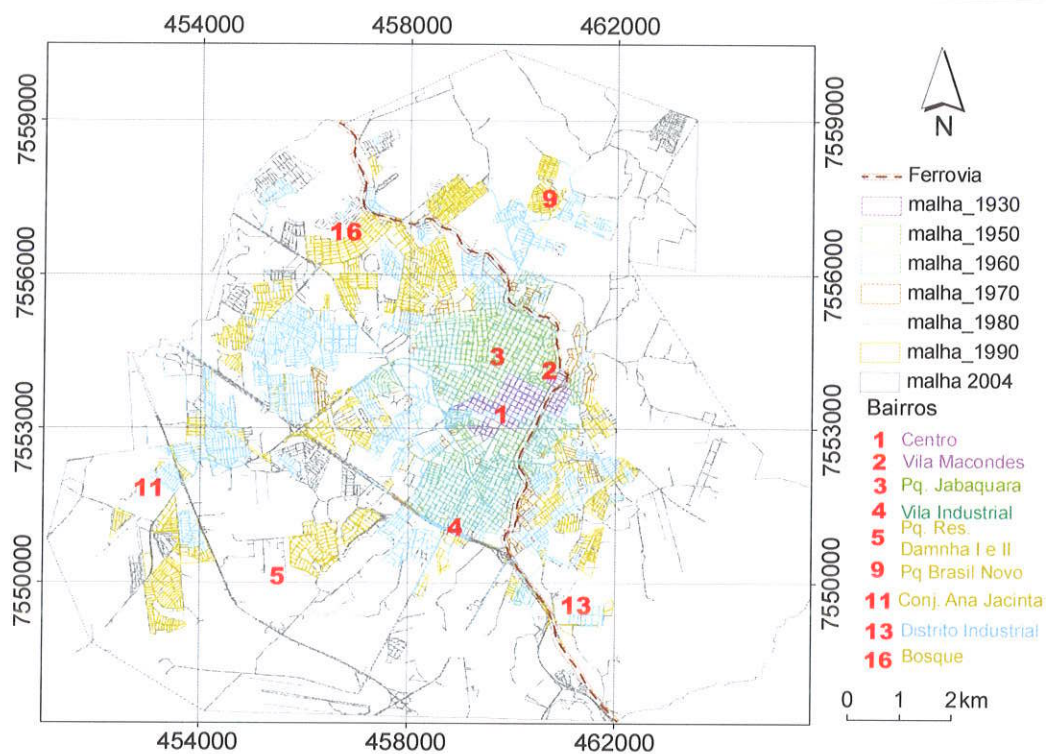 454000 458000 462000
7559000
7556000
7553000
7550000
7559000
7556000
7553000
7550000
454000 458000 462000
9
16
3
2
1
11
4
5
13
N
Ferrovia
malha_1930
malha_1950
malha_1960
malha_1970
malha_1980
malha_1990
malha 2004
Bairros
1 Centro
2 Vila Macondes
3 Pq. Jabaquara
4 Vila Industrial
5 Pq. Res.
Damnha I e II
9 Pq Brasil Novo
11 Conj. Ana Jacinta
13 Distrito Industrial
16 Bosque
0 1 2km